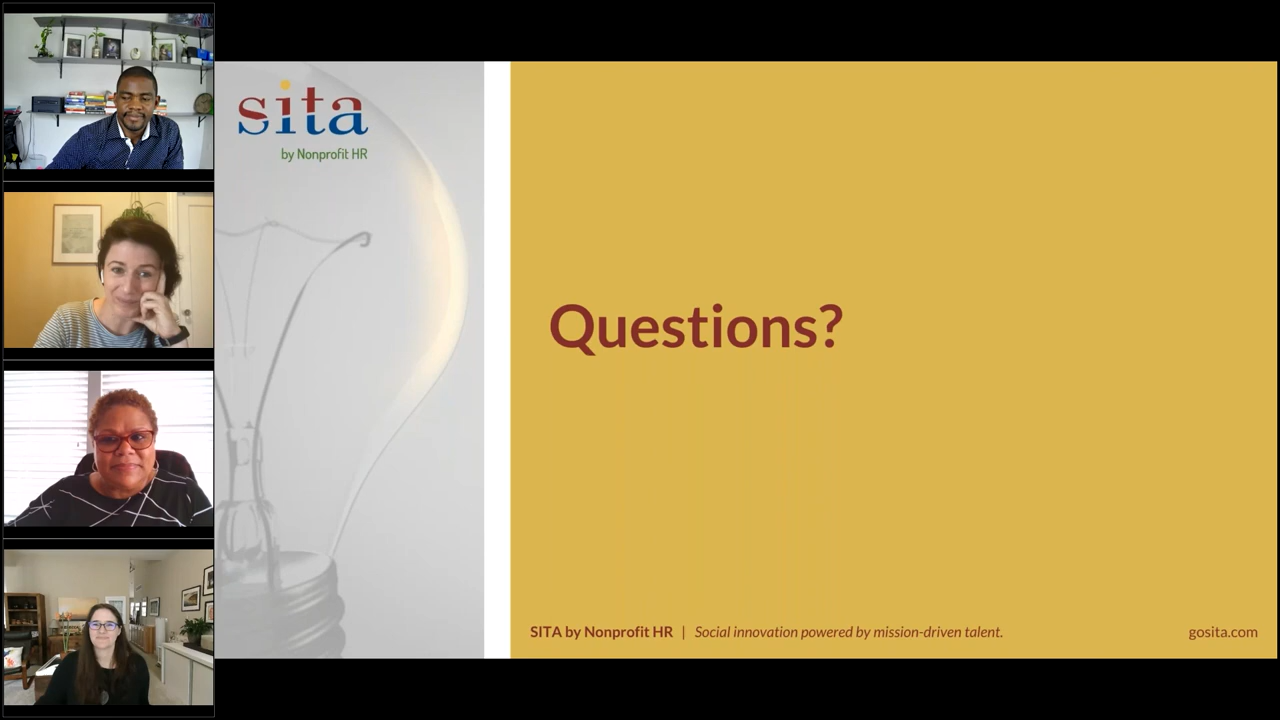 sita
by Nonprofit HR
Questions?
SITA by Nonprofit HR | Social innovation powered by mission-driven talent.
gosita.com